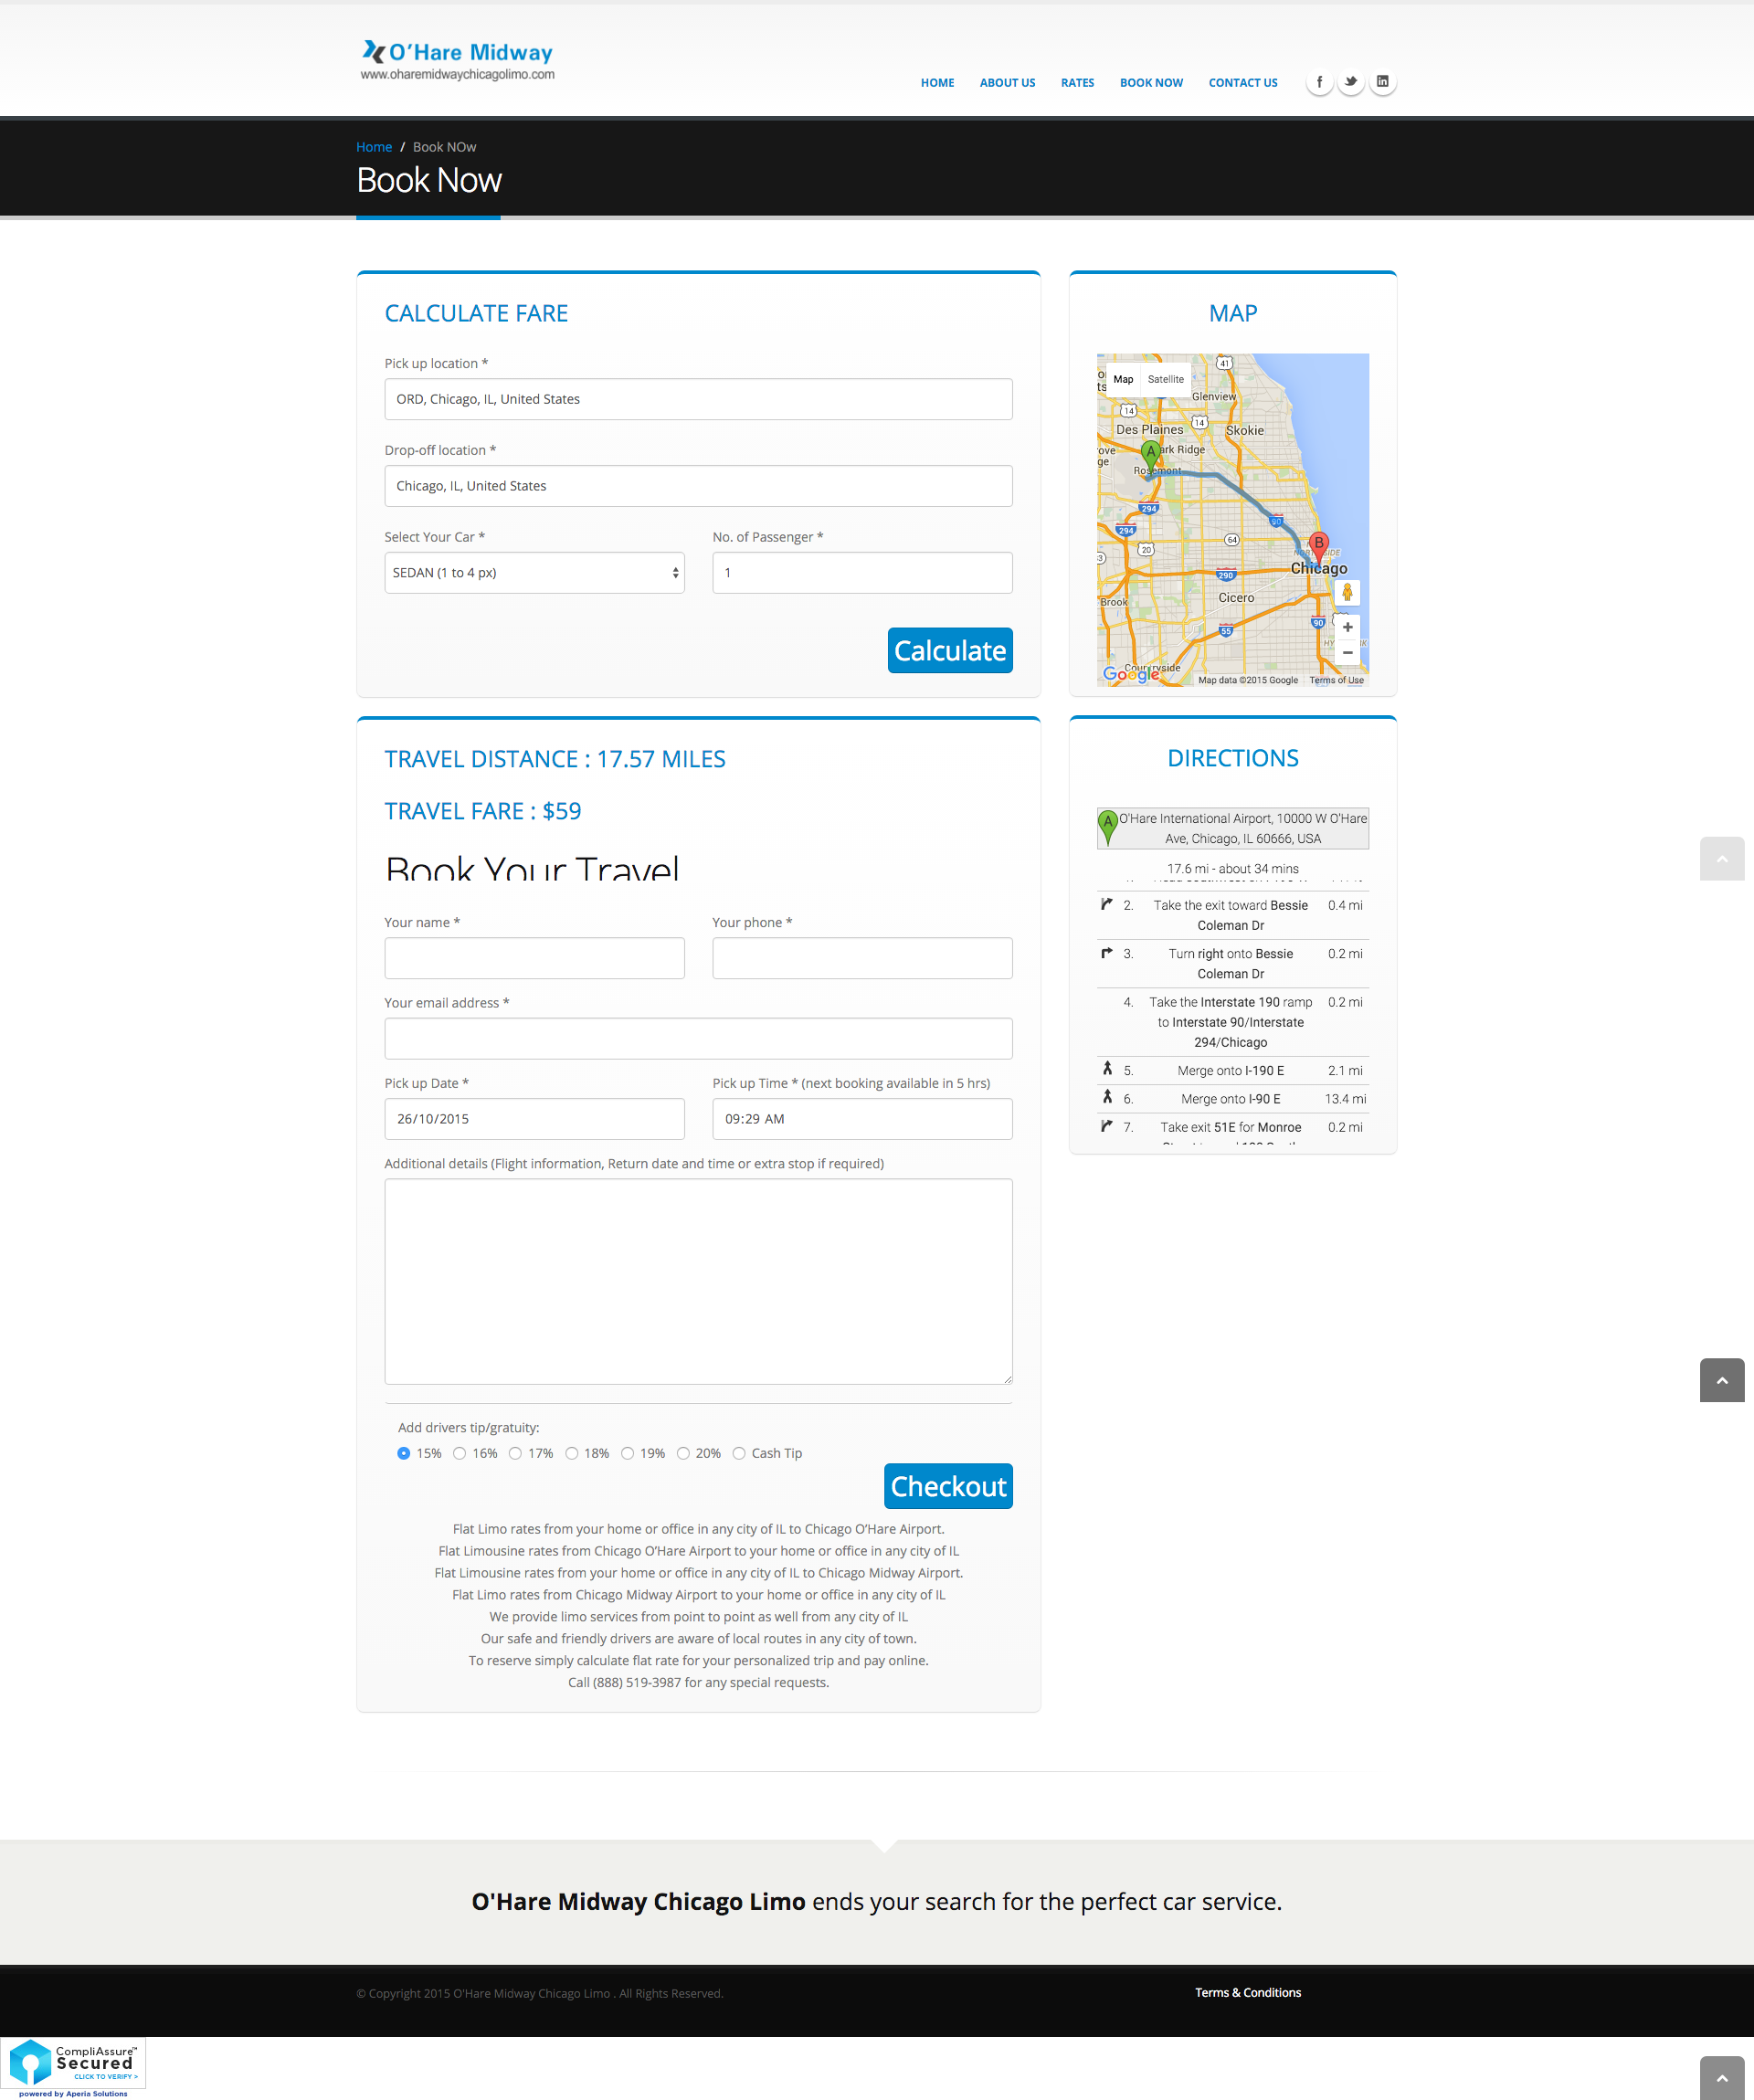 O'Hare Midway
www.oharemidwaychicagolimo.com
HOME ABOUT US RATES BOOK NOW CONTACT US
Home / Book NOw
Book Now
CALCULATE FARE
Pick up location *
ORD, Chicago, IL, United States
Drop-off location *
Chicago, IL, United States
Select Your Car * No. of Passenger *
SEDAN (1 to 4 px) 1
Calculate
MAP
Map Satellite
41
Glenview
14
14
Des Plaines Skokie
A ark Ridge
Rosemont
294
294 90
64
20 B
Chicago
290
Cicero
Brook
90
55
Countryside
Google Map data ©2015 Google Terms of Use
TRAVEL DISTANCE : 17.57 MILES
TRAVEL FARE : $59
Book Your Travel
Your name * Your phone *
Your email address *
Pick up Date * Pick up Time * (next booking available in 5 hrs)
26/10/2015 09:29 AM
Additional details (Flight information, Return date and time or extra stop if required)
Add drivers tip/gratuity:
15% 16% 17% 18% 19% 20% Cash Tip
Checkout
Flat Limo rates from your home or office in any city of IL to Chicago O'Hare Airport.
Flat Limousine rates from Chicago O'Hare Airport to your home or office in any city of IL
Flat Limousine rates from your home or office in any city of IL to Chicago Midway Airport.
Flat Limo rates from Chicago Midway Airport to your home or office in any city of IL
We provide limo services from point to point as well from any city of IL
Our safe and friendly drivers are aware of local routes in any city of town.
To reserve simply calculate flat rate for your personalized trip and pay online.
Call (888) 519-3987 for any special requests.
DIRECTIONS
A O'Hare International Airport, 10000 W O'Hare
Ave, Chicago, IL 60666, USA
17.6 mi - about 34 mins
2. Take the exit toward Bessie 0.4 mi
Coleman Dr
3. Turn right onto Bessie 0.2 mi
Coleman Dr
4. Take the Interstate 190 ramp 0.2 mi
to Interstate 90/Interstate
294/Chicago
5. Merge onto I-190 E 2.1 mi
6. Merge onto I-90 E 13.4 mi
7. Take exit 51E for Monroe 0.2 mi
O'Hare Midway Chicago Limo ends your search for the perfect car service.
© Copyright 2015 O'Hare Midway Chicago Limo . All Rights Reserved.
Terms & Conditions
CompliAssure™
Secured
CLICK TO VERIFY >
powered by Aperia Solutions